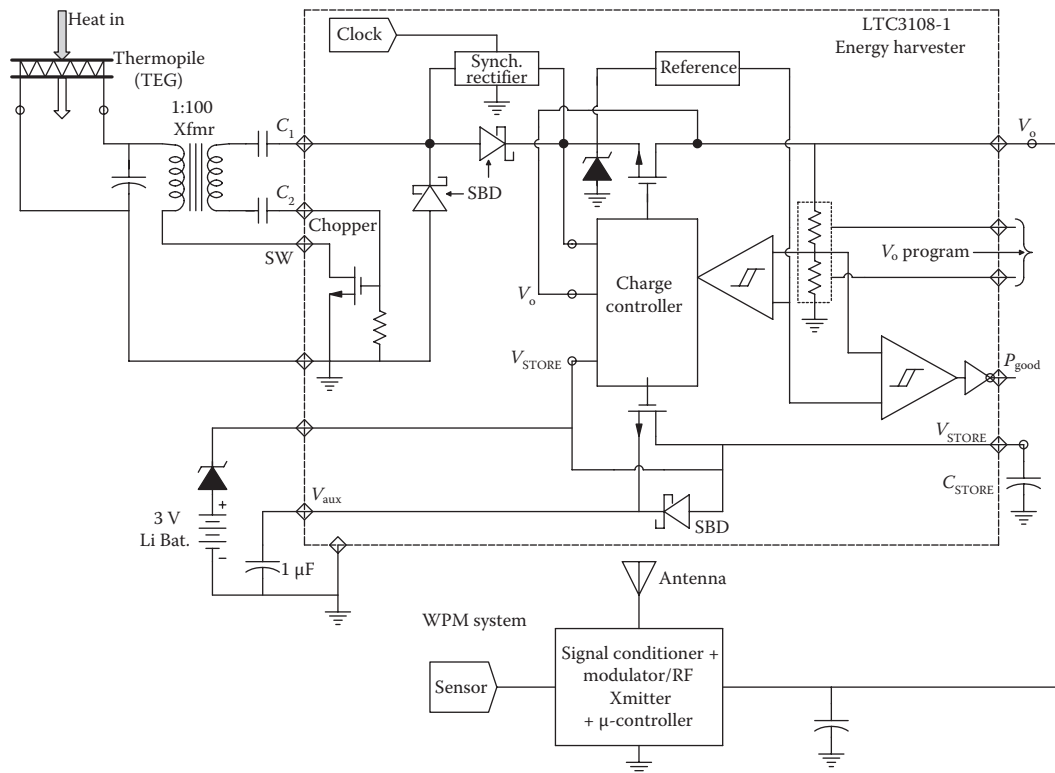 Heat in
Thermopile
(TEG)
1:100
Xfmr
C1
C2
SW
Clock
Synch.
rectifier
Reference
LTC3108-1
Energy harvester
SBD
Chopper
Vo
Vo program
Charge
controller
Vo
VSTORE
Pgood
VSTORE
CSTORE
Vaux
SBD
+
3 V
Li Bat.
−
1 μF
Antenna
WPM system
Sensor
Signal conditioner +
modulator/RF
Xmitter
+ μ-controller